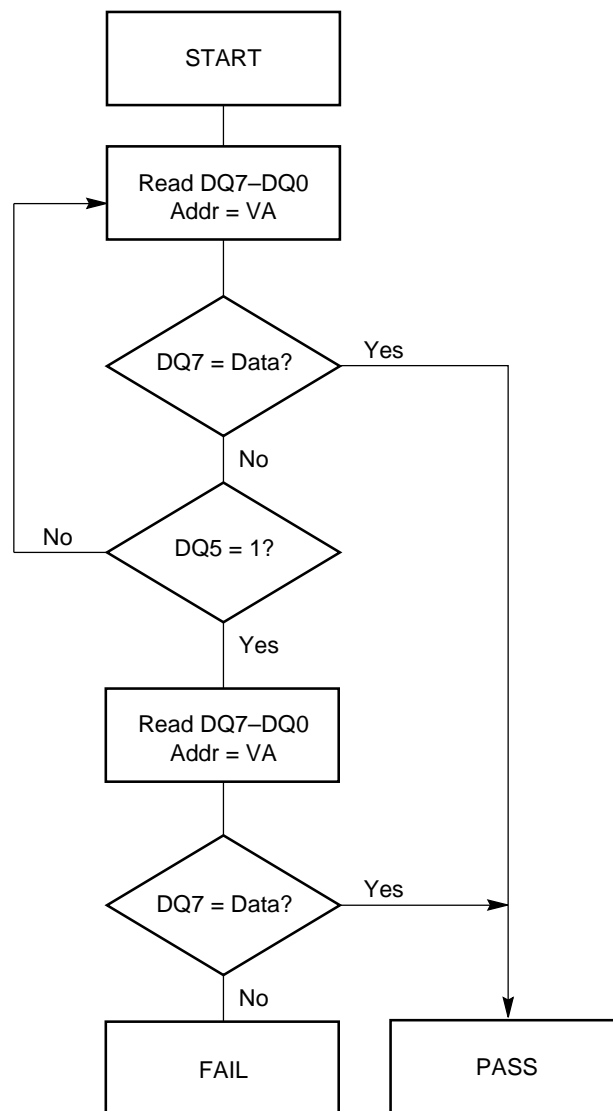 START
Read DQ7–DQ0
Addr = VA
DQ7 = Data?
Yes
No
No
DQ5 = 1?
Yes
Read DQ7–DQ0
Addr = VA
DQ7 = Data?
Yes
No
FAIL
PASS